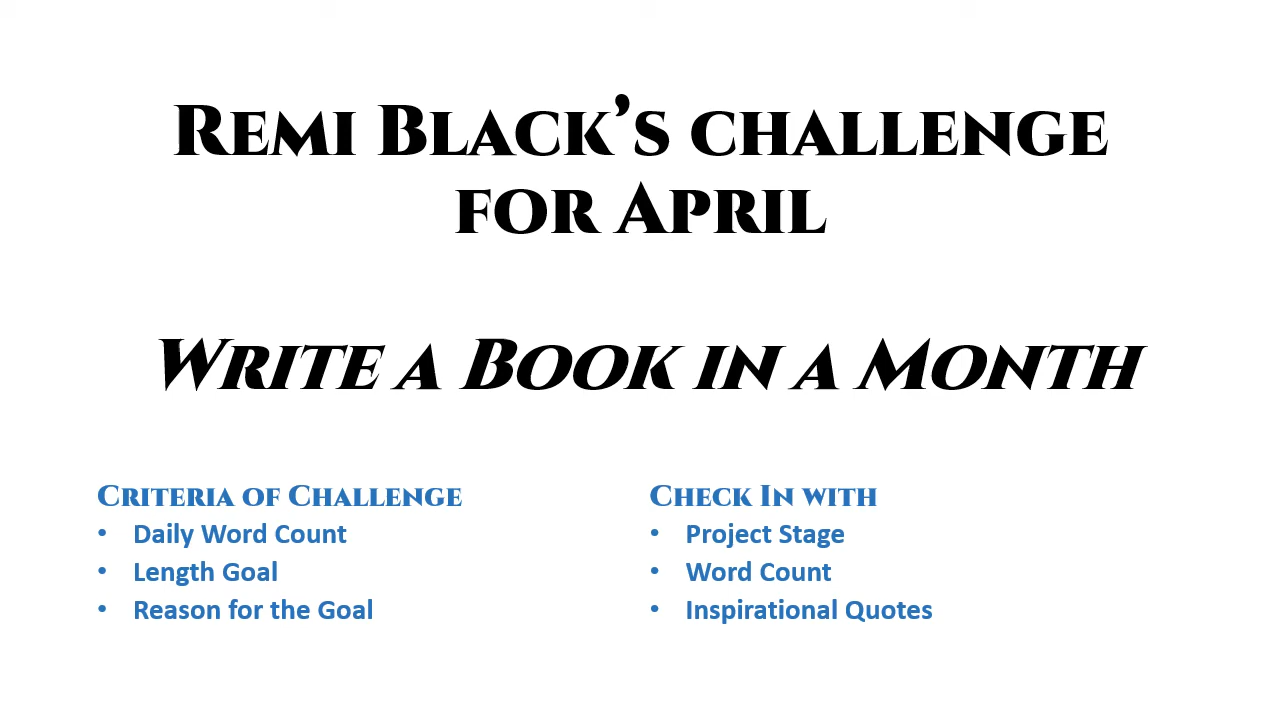 Remi Black’s challenge
for April
Write a Book in a Month
Criteria of Challenge
• Daily Word Count
• Length Goal
• Reason for the Goal
Check In with
• Project Stage
• Word Count
• Inspirational Quotes